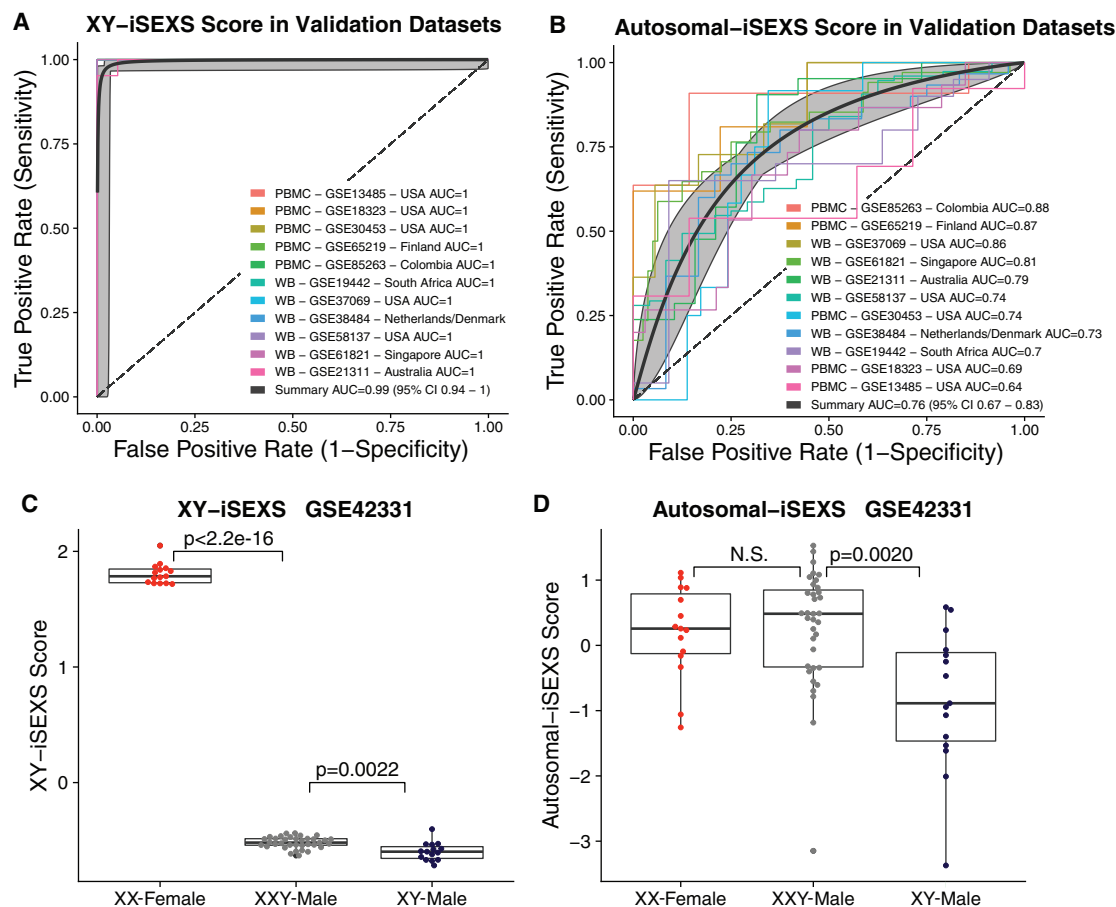 A
XY−iSEXS Score in Validation Datasets
True Positive Rate (Sensitivity)
1.00
0.75
0.50
0.25
0.00
PBMC − GSE13485 − USA AUC=1
PBMC − GSE18323 − USA AUC=1
PBMC − GSE30453 − USA AUC=1
PBMC − GSE65219 − Finland AUC=1
PBMC − GSE85263 − Colombia AUC=1
WB − GSE19442 − South Africa AUC=1
WB − GSE37069 − USA AUC=1
WB − GSE38484 − Netherlands/Denmark
WB − GSE58137 − USA AUC=1
WB − GSE61821 − Singapore AUC=1
WB − GSE21311 − Australia AUC=1
Summary AUC=0.99 (95% CI 0.94 − 1)
0.00 0.25 0.50 0.75 1.00
False Positive Rate (1−Specificity)
B
Autosomal−iSEXS Score in Validation Datasets
True Positive Rate (Sensitivity)
1.00
0.75
0.50
0.25
0.00
PBMC − GSE85263 − Colombia AUC=0.88
PBMC − GSE65219 − Finland AUC=0.87
WB − GSE37069 − USA AUC=0.86
WB − GSE61821 − Singapore AUC=0.81
WB − GSE21311 − Australia AUC=0.79
WB − GSE58137 − USA AUC=0.74
PBMC − GSE30453 − USA AUC=0.74
WB − GSE38484 − Netherlands/Denmark AUC=0.73
WB − GSE19442 − South Africa AUC=0.7
PBMC − GSE18323 − USA AUC=0.69
PBMC − GSE13485 − USA AUC=0.64
Summary AUC=0.76 (95% CI 0.67 − 0.83)
0.00 0.25 0.50 0.75 1.00
False Positive Rate (1−Specificity)
C
XY−iSEXS GSE42331
XY−iSEXS Score
2
1
0
p<2.2e-16
p=0.0022
XX-Female XXY-Male XY-Male
D
Autosomal−iSEXS GSE42331
Autosomal−iSEXS Score
1
0
−1
−2
−3
N.S.
p=0.0020
XX-Female XXY-Male XY-Male